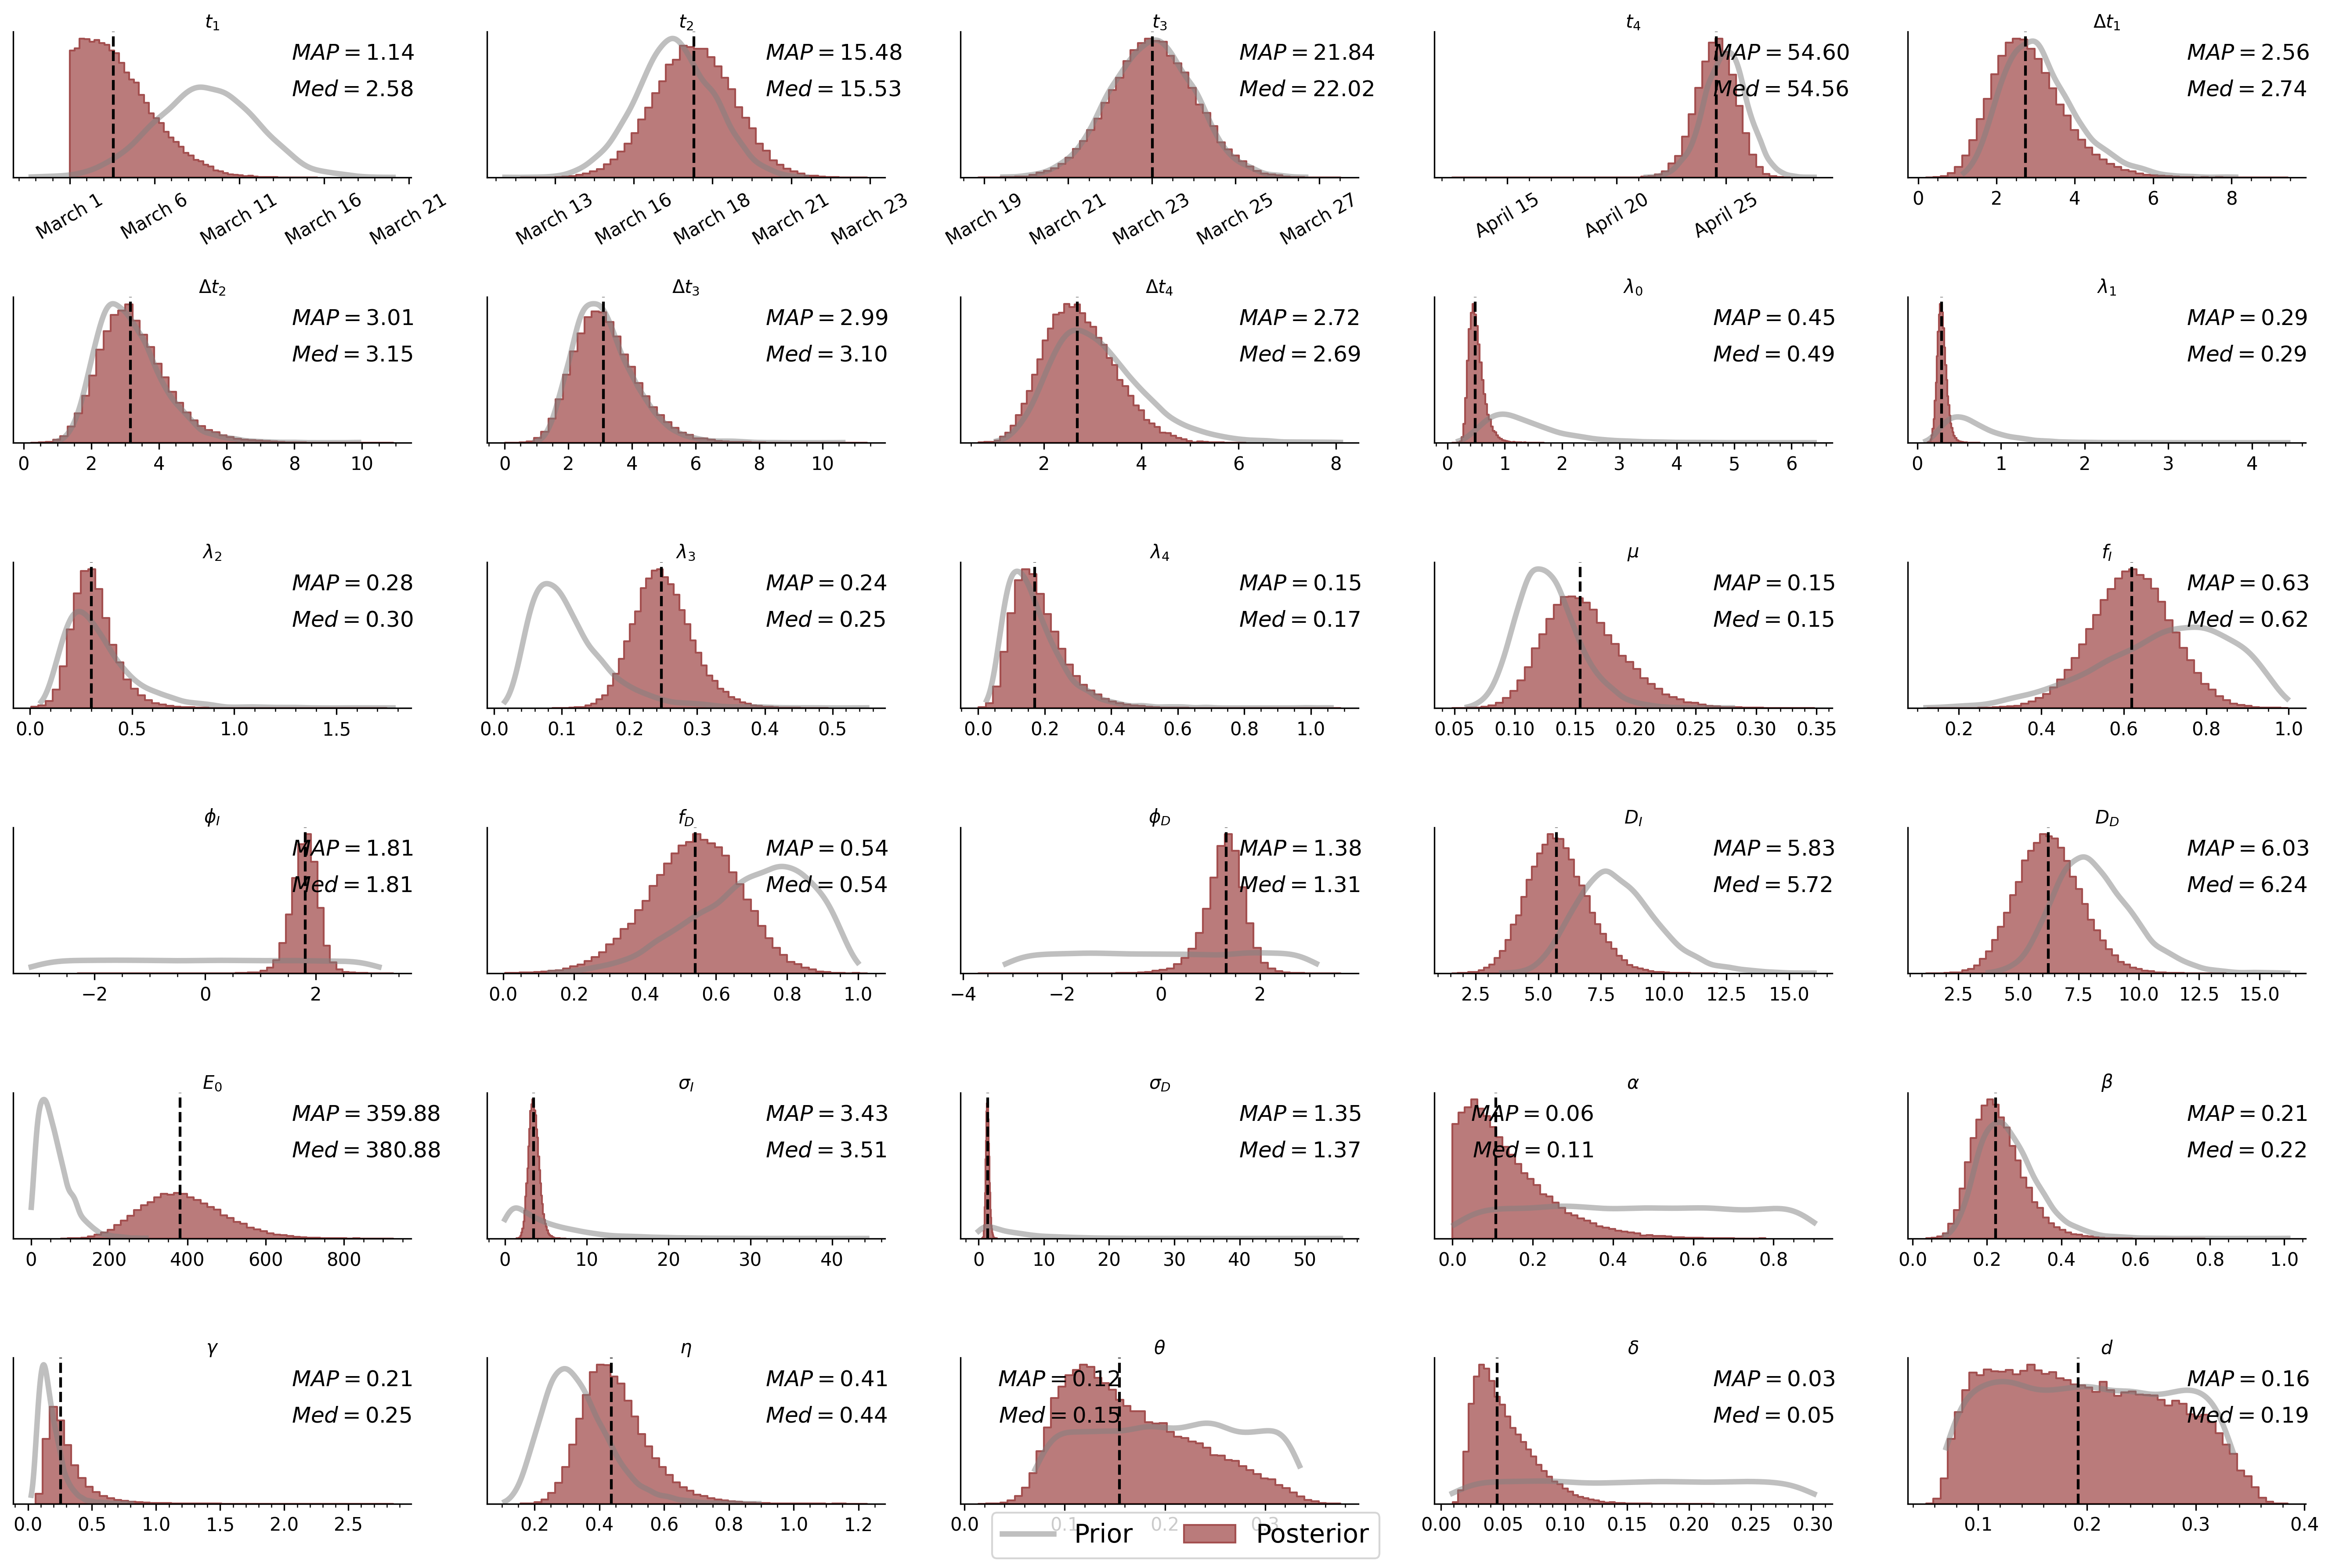 t₁ t₂ t₃ t₄ Δt₁
MAP = 1.14 MAP = 15.48 MAP = 21.84 MAP = 54.60 MAP = 2.56
Med = 2.58 Med = 15.53 Med = 22.02 Med = 54.56 Med = 2.74
March 1 March 6 March 11 March 16 March 21 March 13 March 16 March 18 March 21 March 23 March 19 March 21 March 23 March 25 March 27 April 15 April 20 April 25 0 2 4 6 8
Δt₂ Δt₃ Δt₄ λ₀ λ₁
MAP = 3.01 MAP = 2.99 MAP = 2.72 MAP = 0.45 MAP = 0.29
Med = 3.15 Med = 3.10 Med = 2.69 Med = 0.49 Med = 0.29
0 2 4 6 8 10 0 2 4 6 8 10 2 4 6 8 0 1 2 3 4 5 6 0 1 2 3 4
λ₂ λ₃ λ₄ μ f_I
MAP = 0.28 MAP = 0.24 MAP = 0.15 MAP = 0.15 MAP = 0.63
Med = 0.30 Med = 0.25 Med = 0.17 Med = 0.15 Med = 0.62
0.0 0.5 1.0 1.5 0.0 0.1 0.2 0.3 0.4 0.5 0.0 0.2 0.4 0.6 0.8 1.0 0.05 0.10 0.15 0.20 0.25 0.30 0.35 0.2 0.4 0.6 0.8 1.0
ϕ_I f_D ϕ_D D_I D_D
MAP = 1.81 MAP = 0.54 MAP = 1.38 MAP = 5.83 MAP = 6.03
Med = 1.81 Med = 0.54 Med = 1.31 Med = 5.72 Med = 6.24
−2 0 2 0.0 0.2 0.4 0.6 0.8 1.0 −4 −2 0 2 2.5 5.0 7.5 10.0 12.5 15.0 2.5 5.0 7.5 10.0 12.5 15.0
E₀ σ_I σ_D α β
MAP = 359.88 MAP = 3.43 MAP = 1.35 MAP = 0.06 MAP = 0.21
Med = 380.88 Med = 3.51 Med = 1.37 Med = 0.11 Med = 0.22
0 200 400 600 800 0 10 20 30 40 0 10 20 30 40 50 0.0 0.2 0.4 0.6 0.8 0.0 0.2 0.4 0.6 0.8 1.0
γ η θ δ d
MAP = 0.21 MAP = 0.41 MAP = 0.12 MAP = 0.03 MAP = 0.16
Med = 0.25 Med = 0.44 Med = 0.15 Med = 0.05 Med = 0.19
0.0 0.5 1.0 1.5 2.0 2.5 0.2 0.4 0.6 0.8 1.0 1.2 0.0 0.1 0.2 0.3 0.00 0.05 0.10 0.15 0.20 0.25 0.30 0.1 0.2 0.3 0.4
Prior Posterior